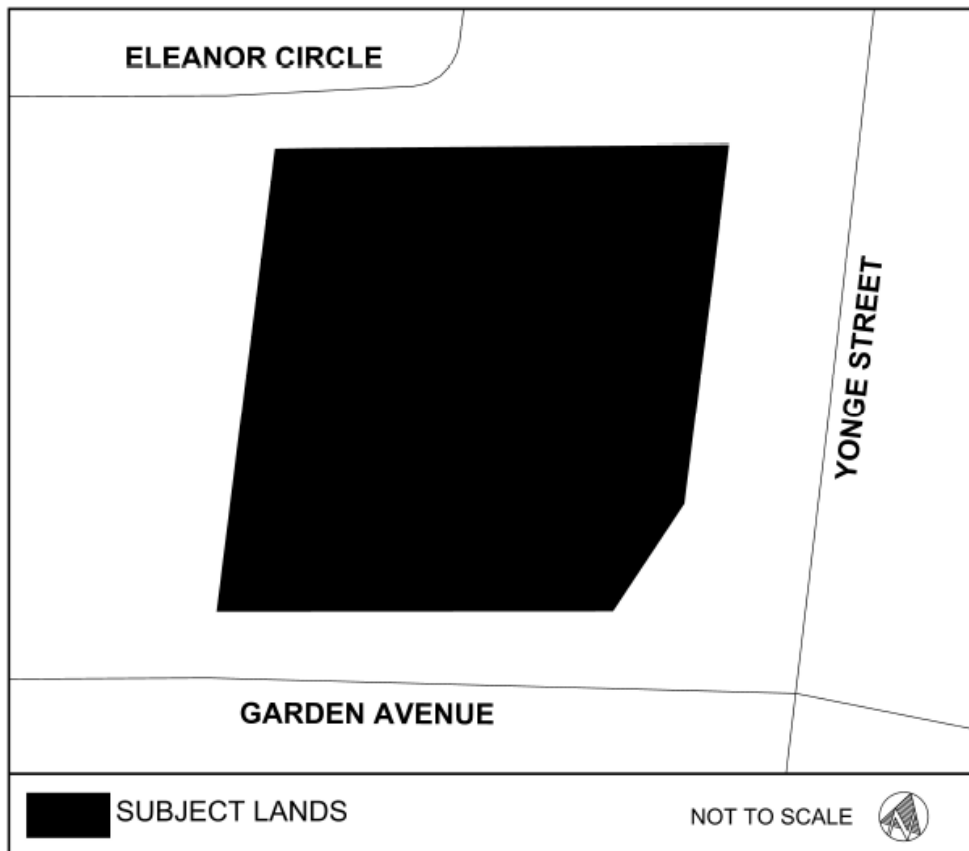 ELEANOR CIRCLE
YONGE STREET
GARDEN AVENUE
SUBJECT LANDS
NOT TO SCALE